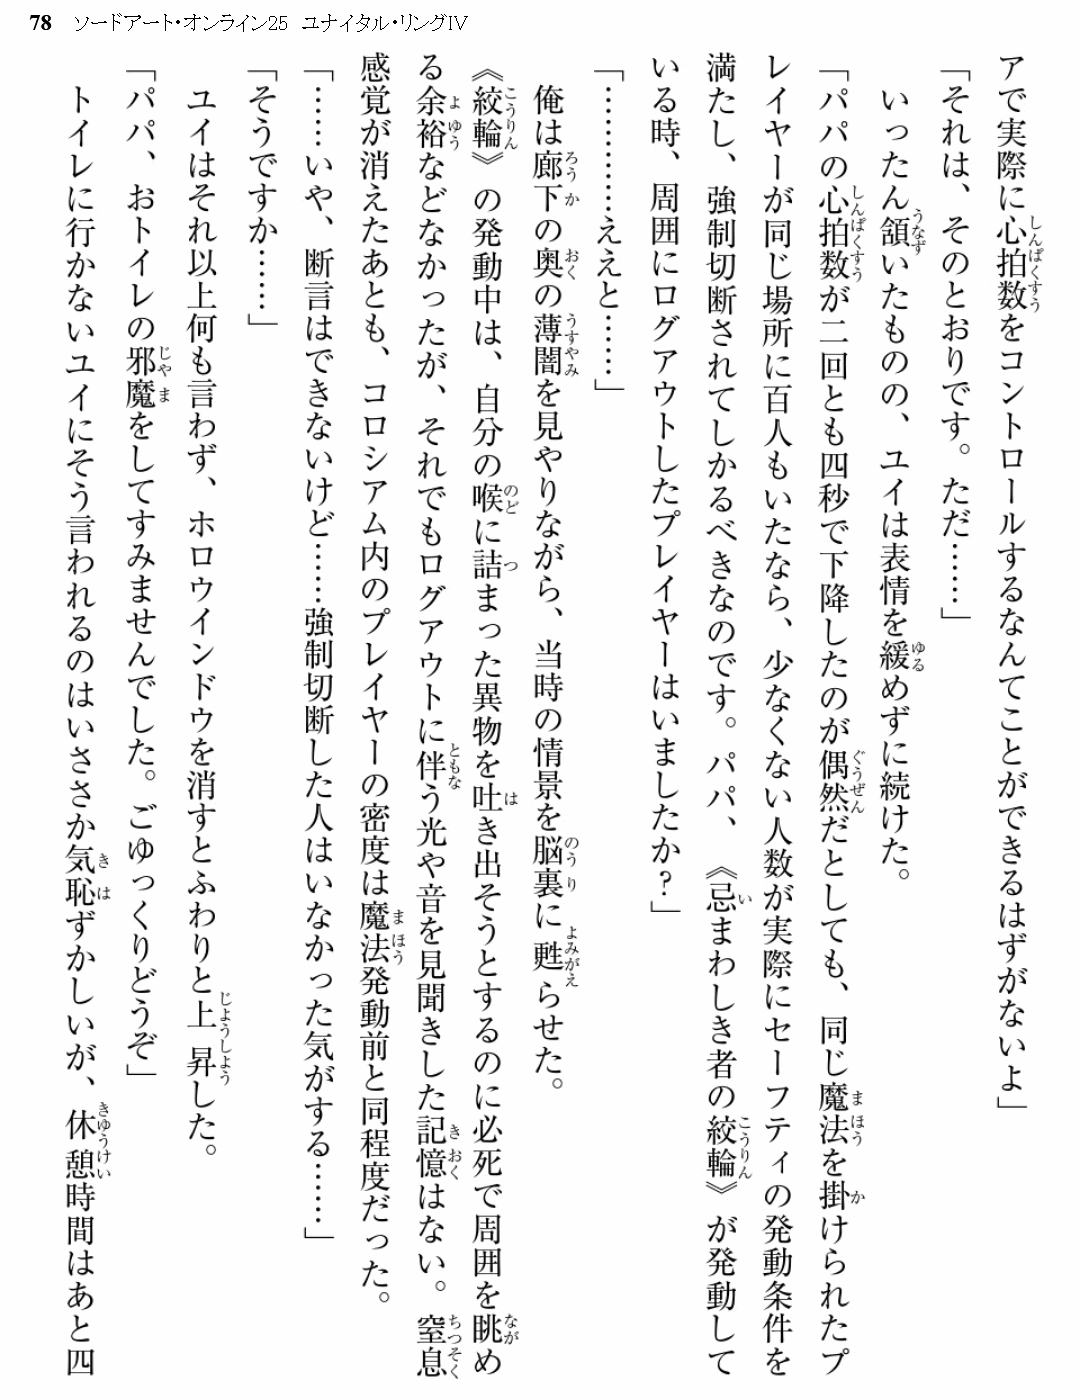 78 ソードアート・オンライン25 ユナイタル・リングIV
アで実際に心拍数をコントロールするなんてことができるはずがないよ」
「それは、そのとおりです。ただ……」
いったん頷いたものの、ユイは表情を緩めずに続けた。
「パパの心拍数が二回とも四秒で下降したのが偶然だとしても、同じ魔法を掛けられたプ
レイヤーが同じ場所に百人もいたなら、少なくない人数が実際にセーフティの発動条件を
満たし、強制切断されてしかるべきなのです。パパ、《忌まわしき者の絞輪》が発動して
いる時、周囲にログアウトしたプレイヤーはいましたか？」
「…………ええと……」
俺は廊下の奥の薄闇を見やりながら、当時の情景を脳裏に甦らせた。
《絞輪》の発動中は、自分の喉に詰まった異物を吐き出そうとするのに必死で周囲を眺め
る余裕などなかったが、それでもログアウトに伴う光や音を見聞きした記憶はない。窒息
感覚が消えたあとも、コロシアム内のプレイヤーの密度は魔法発動前と同程度だった。
「……いや、断言はできないけど……強制切断した人はいなかった気がする……」
「そうですか……」
ユイはそれ以上何も言わず、ホロウインドウを消すとふわりと上昇した。
「パパ、おトイレの邪魔をしてすみませんでした。ごゆっくりどうぞ」
トイレに行かないユイにそう言われるのはいささか気恥ずかしいが、休憩時間はあと四